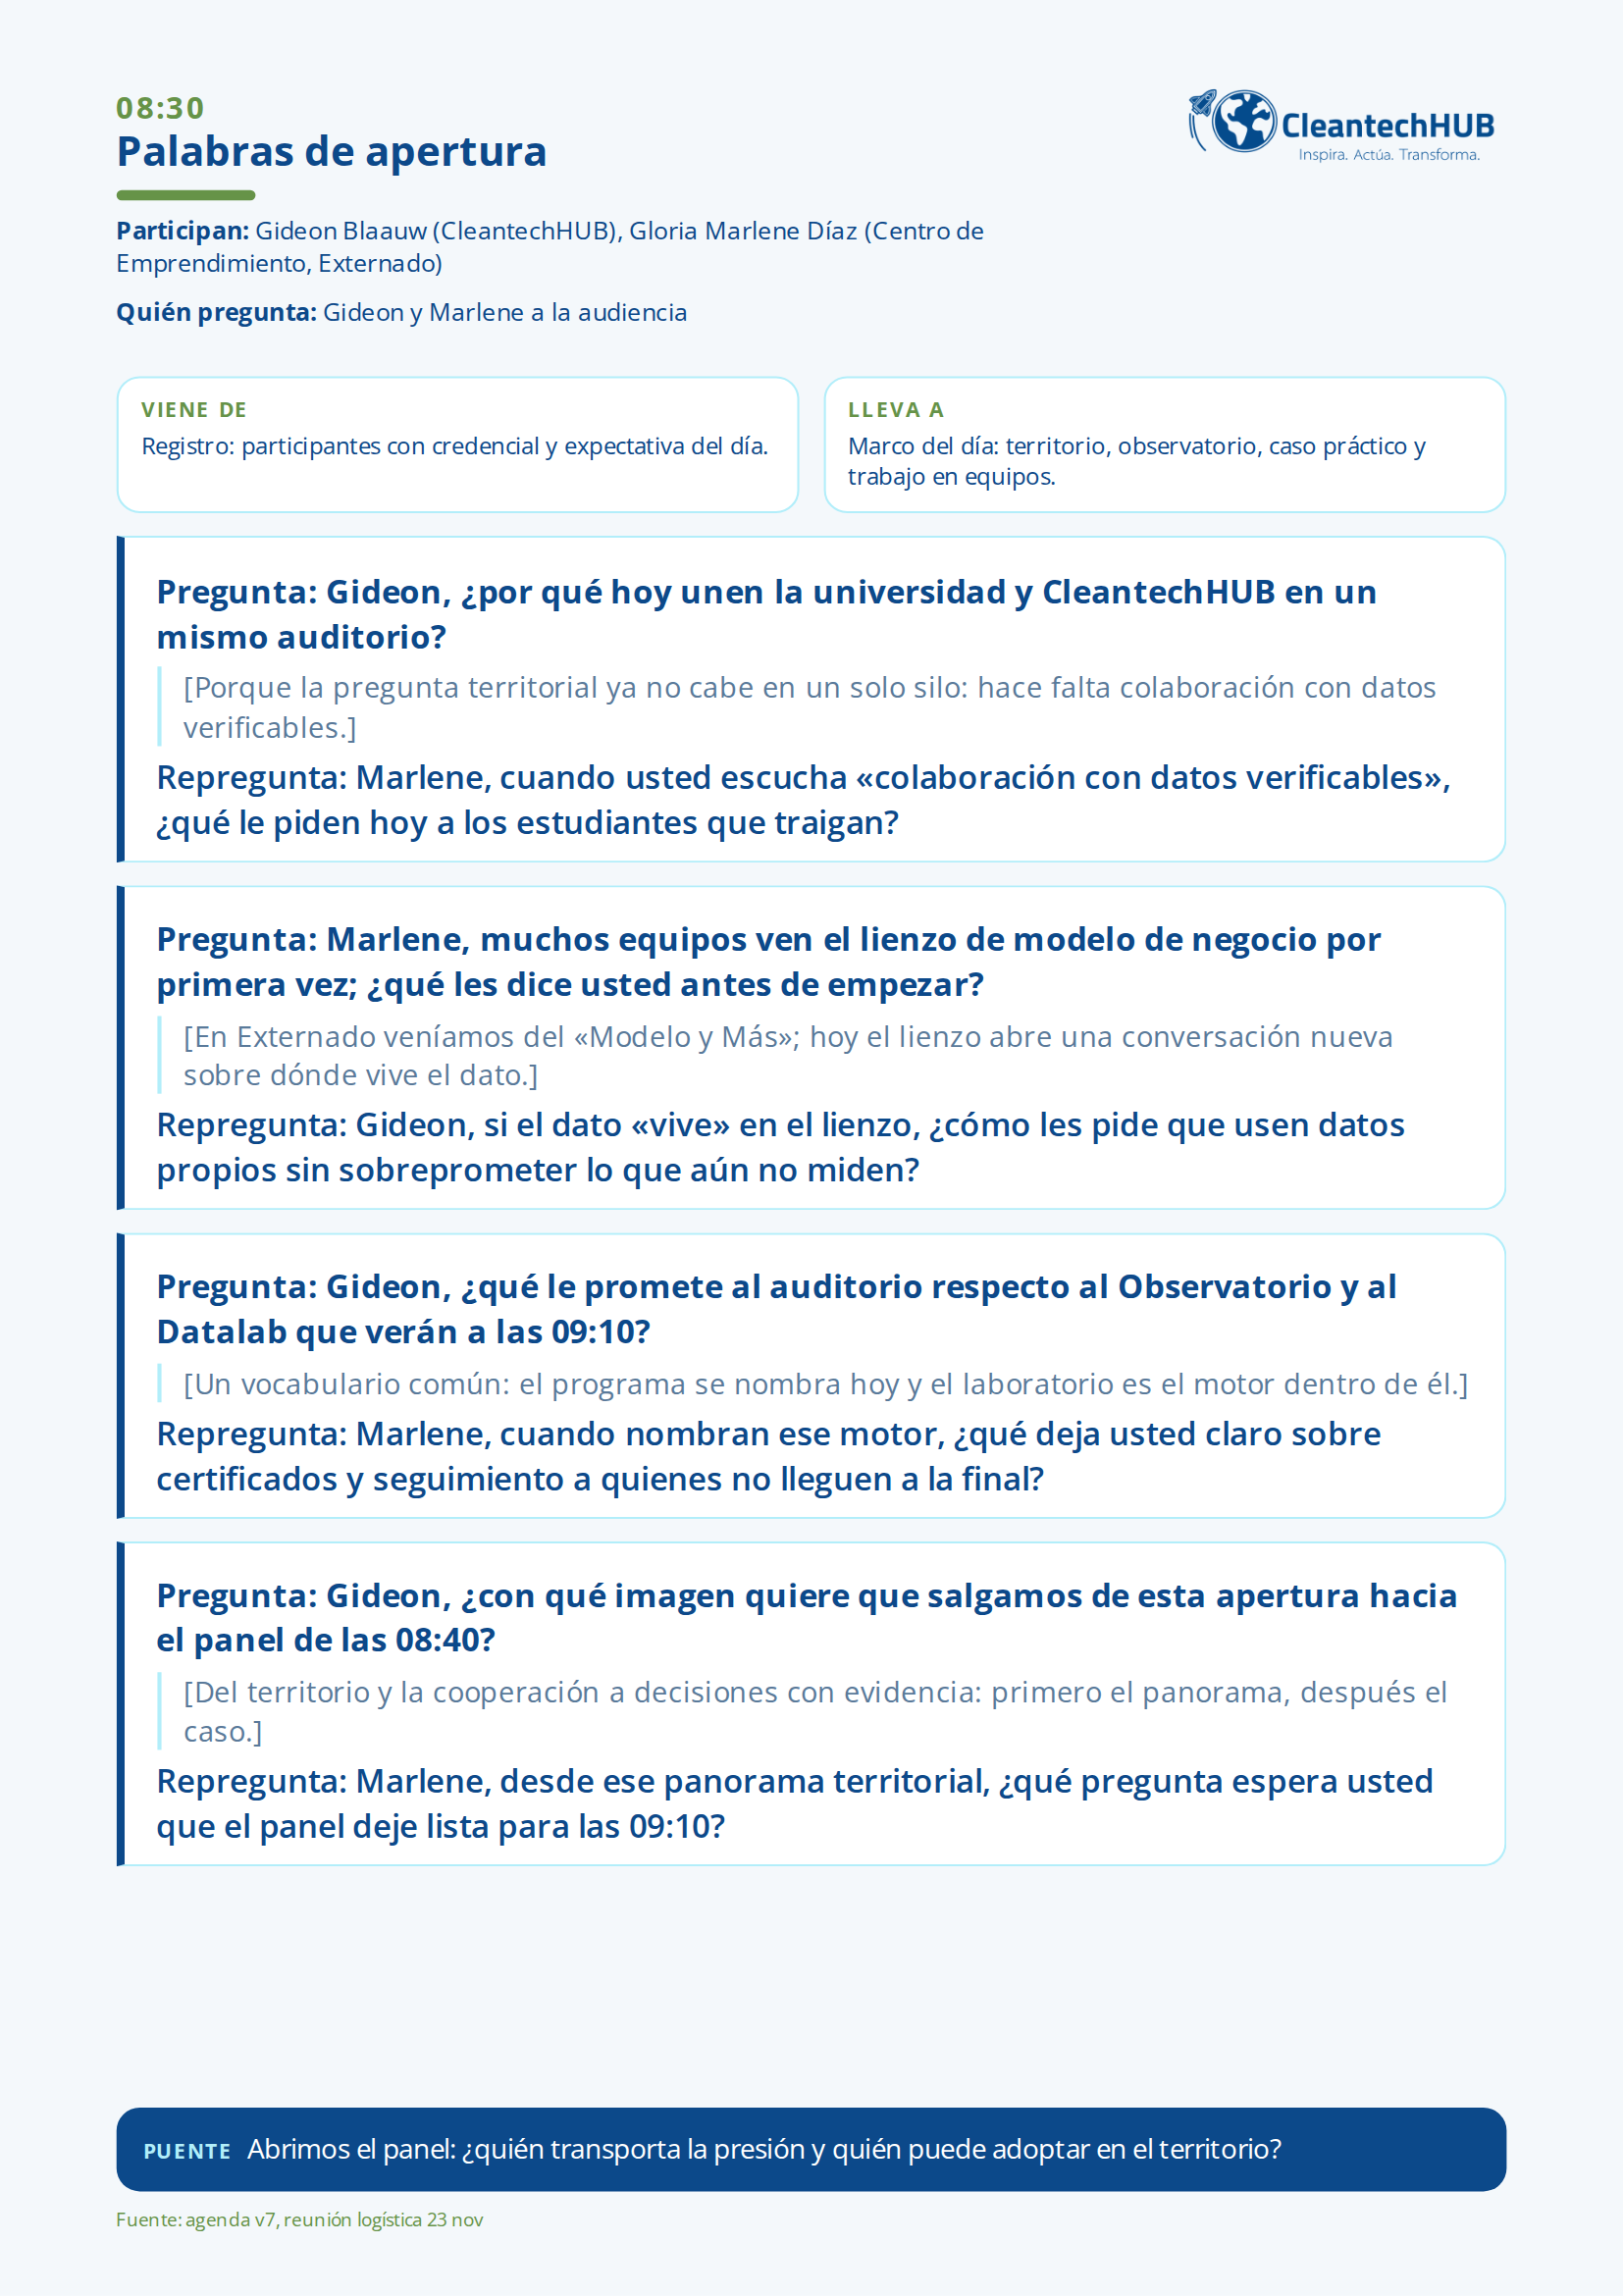 08:30
Palabras de apertura
CleantechHUB
Inspira. Actúa. Transforma.
Participan: Gideon Blaauw (CleantechHUB), Gloria Marlene Díaz (Centro de
Emprendimiento, Externado)
Quién pregunta: Gideon y Marlene a la audiencia
VIENE DE
Registro: participantes con credencial y expectativa del día.
LLEVA A
Marco del día: territorio, observatorio, caso práctico y
trabajo en equipos.
Pregunta: Gideon, ¿por qué hoy unen la universidad y CleantechHUB en un
mismo auditorio?
[Porque la pregunta territorial ya no cabe en un solo silo: hace falta colaboración con datos
verificables.]
Repregunta: Marlene, cuando usted escucha «colaboración con datos verificables»,
¿qué le piden hoy a los estudiantes que traigan?
Pregunta: Marlene, muchos equipos ven el lienzo de modelo de negocio por
primera vez; ¿qué les dice usted antes de empezar?
[En Externado veníamos del «Modelo y Más»; hoy el lienzo abre una conversación nueva
sobre dónde vive el dato.]
Repregunta: Gideon, si el dato «vive» en el lienzo, ¿cómo les pide que usen datos
propios sin sobreprometer lo que aún no miden?
Pregunta: Gideon, ¿qué le promete al auditorio respecto al Observatorio y al
Datalab que verán a las 09:10?
[Un vocabulario común: el programa se nombra hoy y el laboratorio es el motor dentro de él.]
Repregunta: Marlene, cuando nombran ese motor, ¿qué deja usted claro sobre
certificados y seguimiento a quienes no lleguen a la final?
Pregunta: Gideon, ¿con qué imagen quiere que salgamos de esta apertura hacia
el panel de las 08:40?
[Del territorio y la cooperación a decisiones con evidencia: primero el panorama, después el
caso.]
Repregunta: Marlene, desde ese panorama territorial, ¿qué pregunta espera usted
que el panel deje lista para las 09:10?
PUENTE Abrimos el panel: ¿quién transporta la presión y quién puede adoptar en el territorio?
Fuente: agenda v7, reunión logística 23 nov